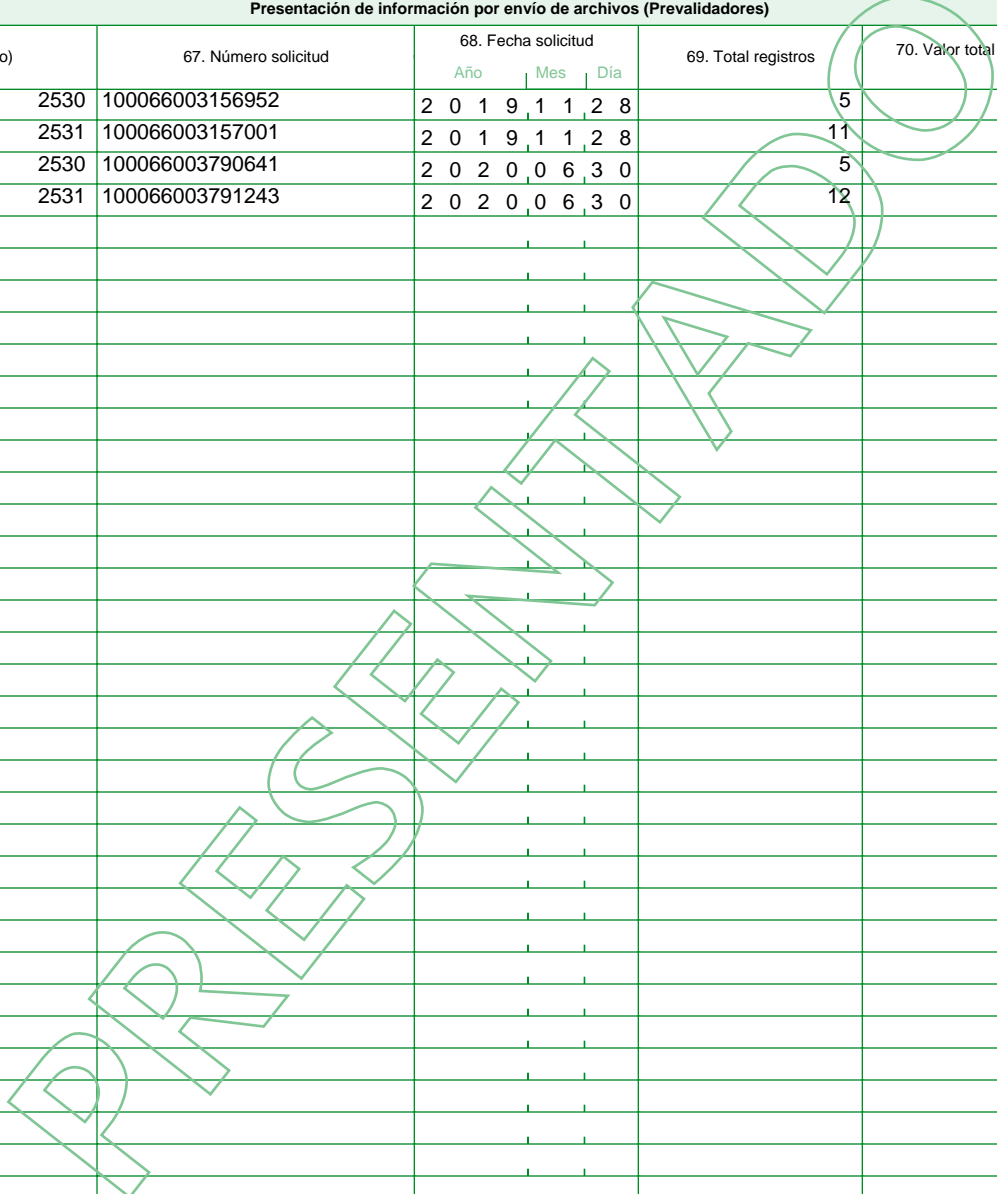 Presentación de información por envío de archivos (Prevalidadores)
o) 67. Número solicitud 68. Fecha solicitud 69. Total registros 70. Valor total
Año Mes Día
2530 100066003156952 2 0 1 9 1 1 2 8 5
2531 100066003157001 2 0 1 9 1 1 2 8 11
2530 100066003790641 2 0 2 0 0 6 3 0 5
2531 100066003791243 2 0 2 0 0 6 3 0 12
PRESENTADO